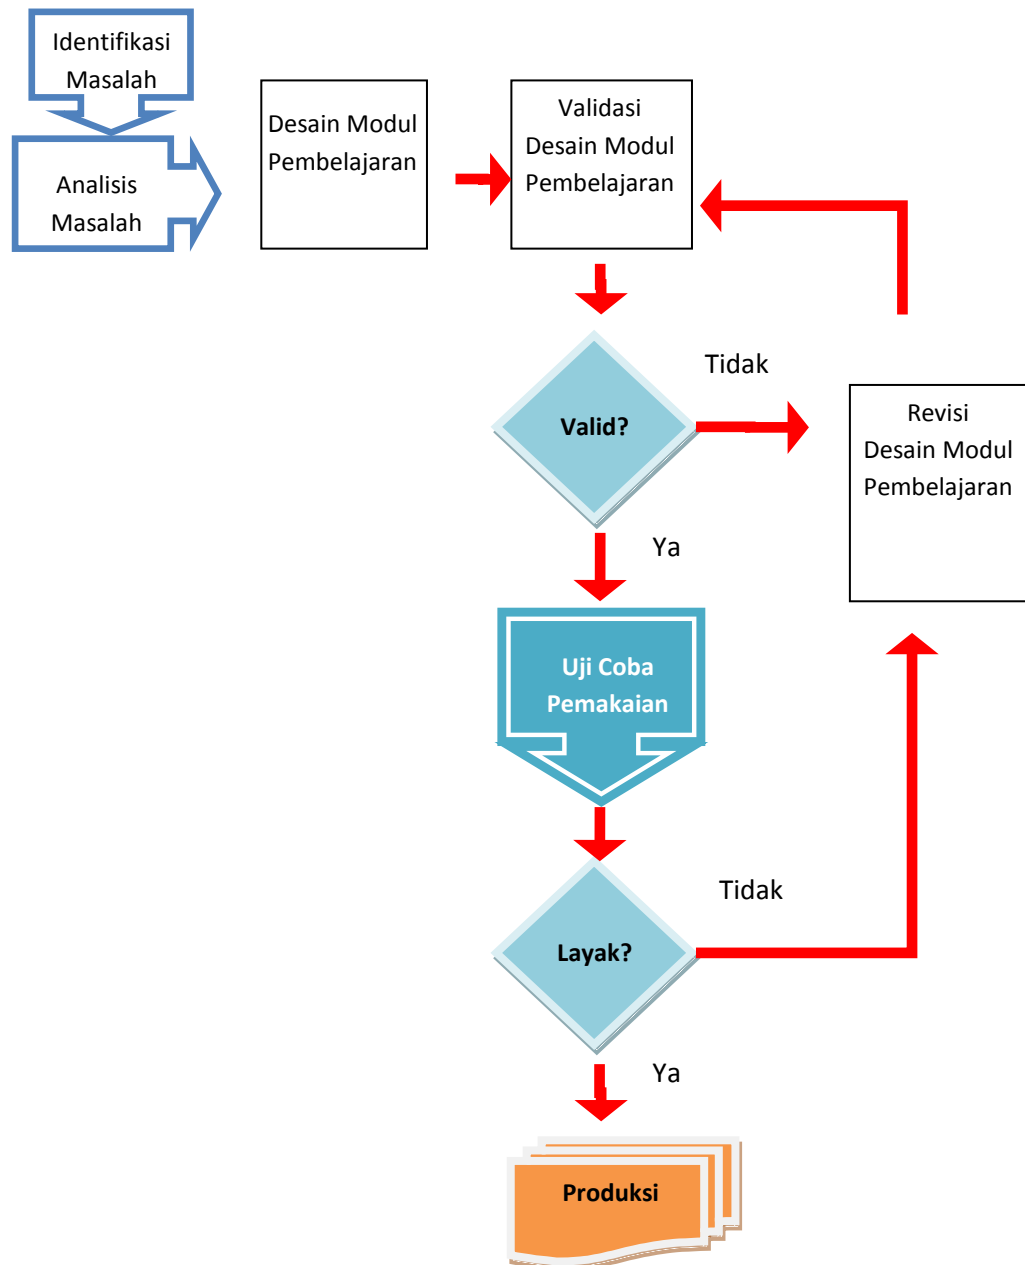 Identifikasi
Masalah
Analisis
Masalah
Desain Modul
Pembelajaran
Validasi
Desain Modul
Pembelajaran
Valid?
Tidak
Revisi
Desain Modul
Pembelajaran
Ya
Uji Coba
Pemakaian
Layak?
Tidak
Ya
Produksi